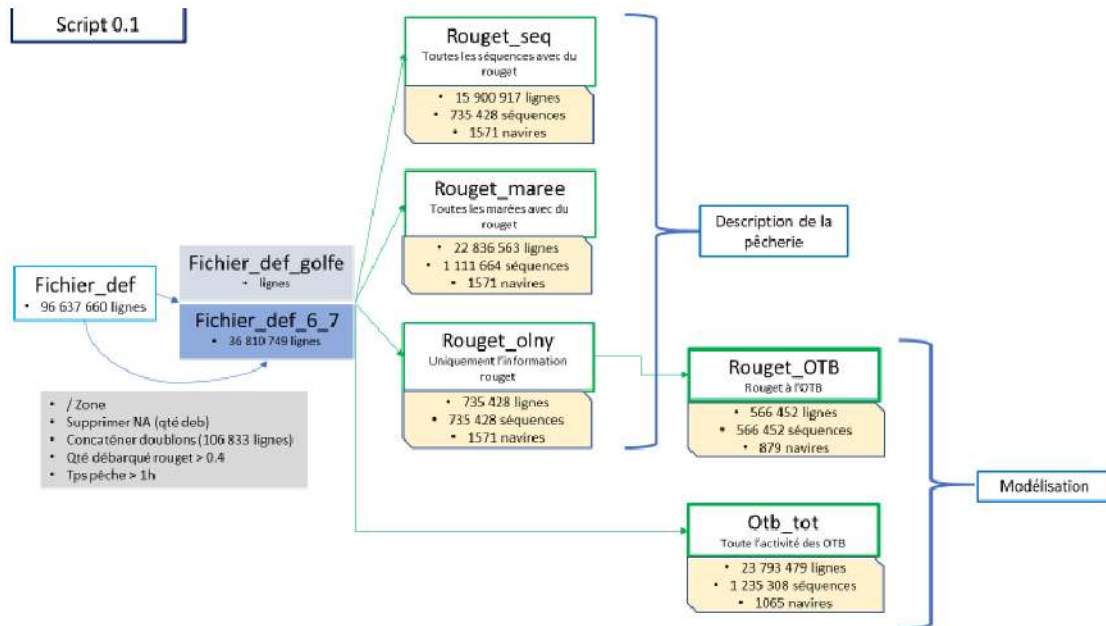 Script 0.1
Rouget_seq
Toutes les séquences avec du
rouget
• 15 900 917 lignes
• 735 428 séquences
• 1571 navires
Rouget_maree
Toutes les marées avec du
rouget
• 22 836 563 lignes
• 1 111 664 séquences
• 1571 navires
Description de la
pêcherie
Fichier_def
• 96 637 660 lignes
Fichier_def_golfe
• lignes
Fichier_def_6_7
• 36 810 749 lignes
Rouget_olny
Uniquement l'information
rouget
• 735 428 lignes
• 735 428 séquences
• 1571 navires
Rouget_OTB
Rouget à l'OTB
• 566 452 lignes
• 566 452 séquences
• 879 navires
• / Zone
• Supprimer NA (qté deb)
• Concaténer doublons (106 833 lignes)
• Qté débarqué rouget > 0.4
• Tps pêche > 1h
Modélisation
Otb_tot
Toute l'activité des OTB
• 23 793 479 lignes
• 1 235 308 séquences
• 1065 navires